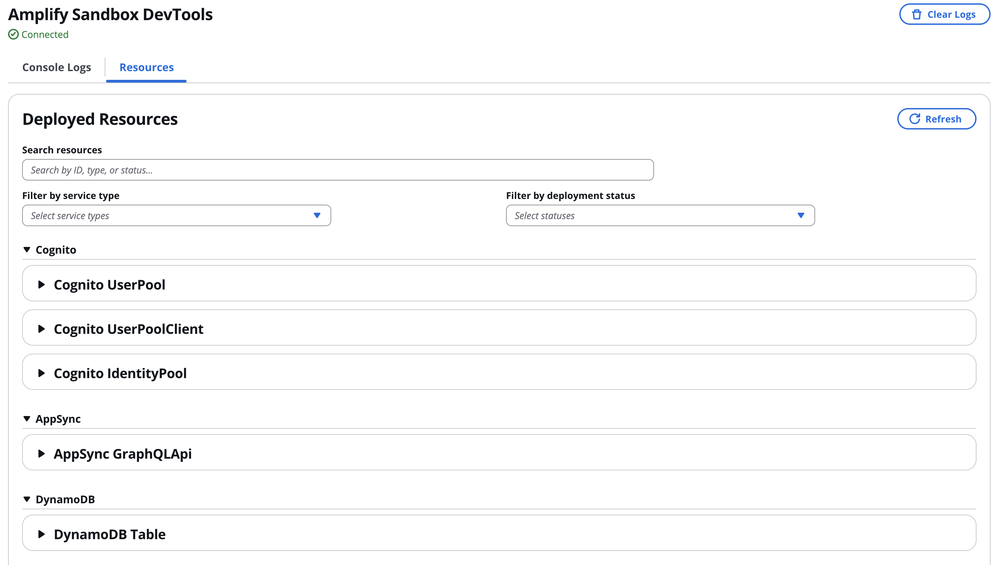 Amplify Sandbox DevTools
Clear Logs
Connected
Console Logs
Resources
Deployed Resources
Refresh
Search resources
Search by ID, type, or status...
Filter by service type
Filter by deployment status
Select service types
Select statuses
Cognito
Cognito UserPool
Cognito UserPoolClient
Cognito IdentityPool
AppSync
AppSync GraphQLApi
DynamoDB
DynamoDB Table